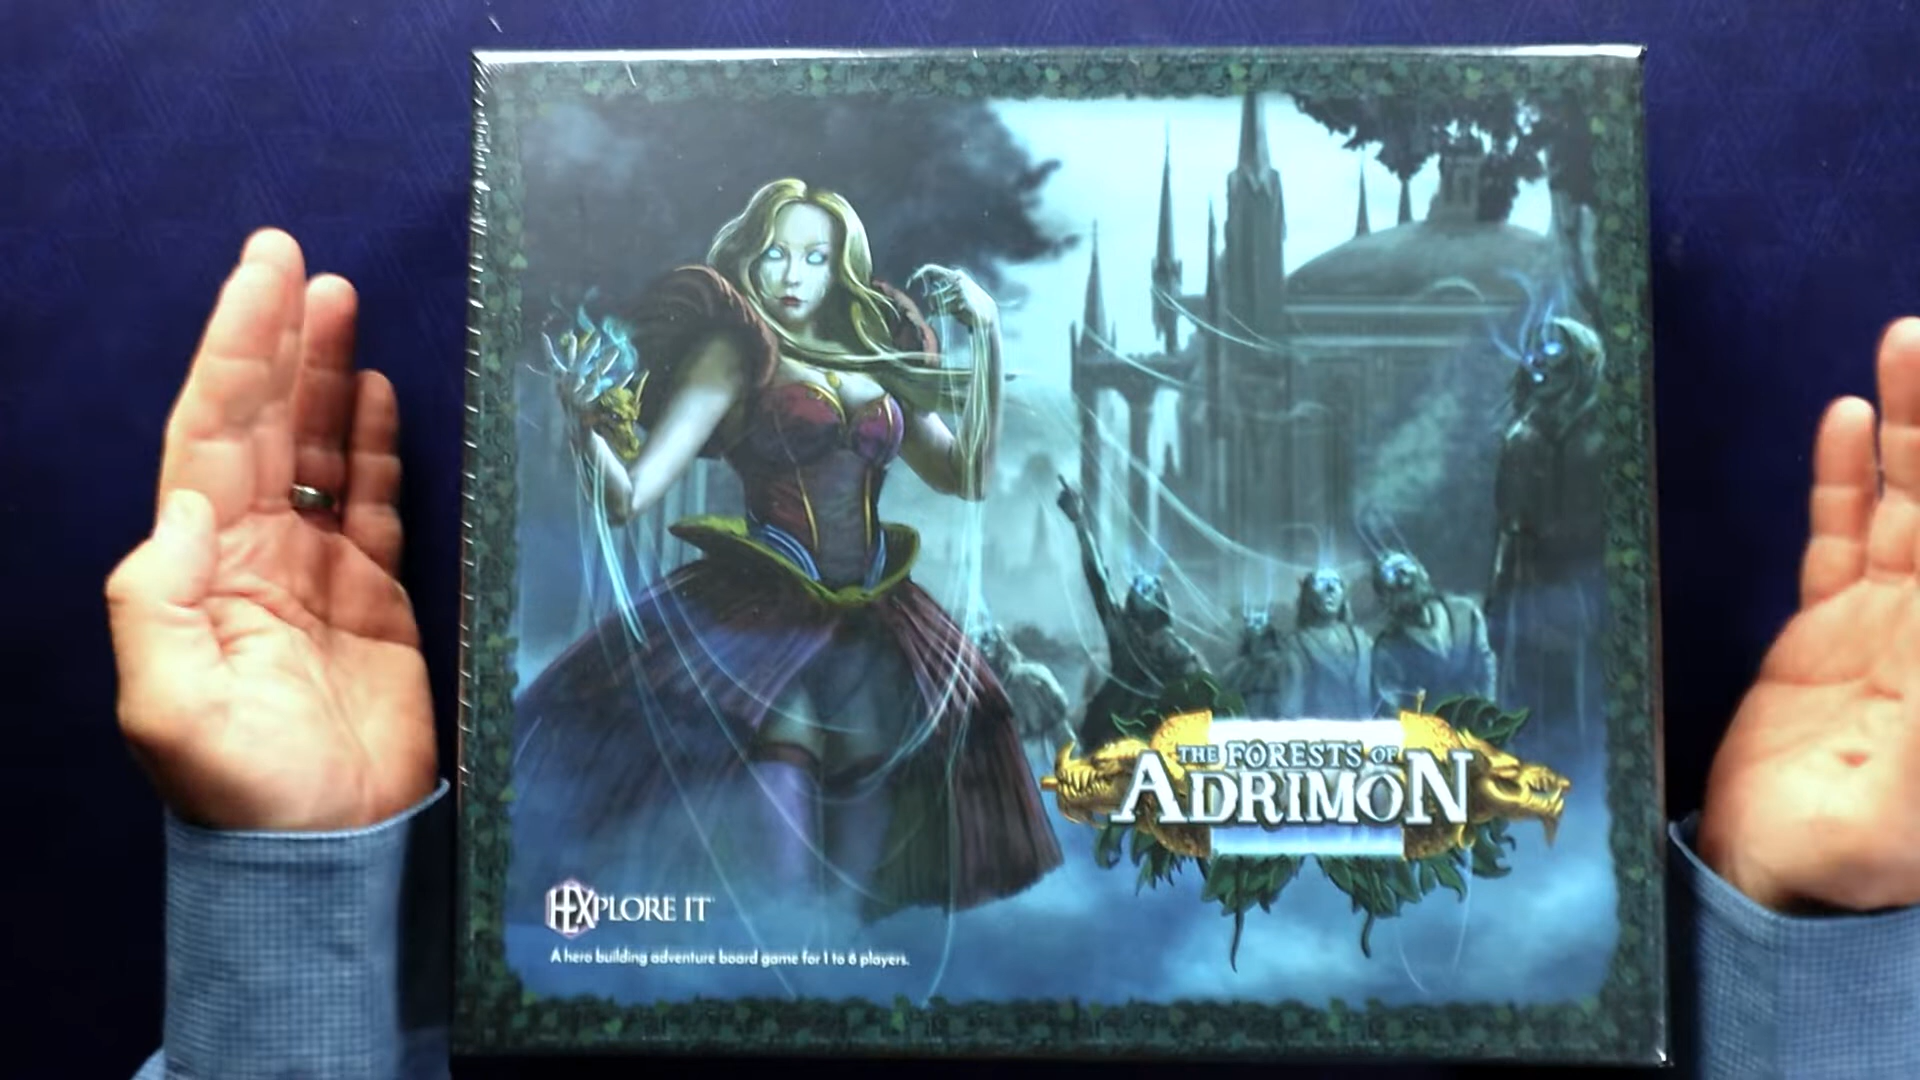 THE FORESTS OF
ADRIMON
HEXPLORE IT
A hero building adventure board game for 1 to 6 players.